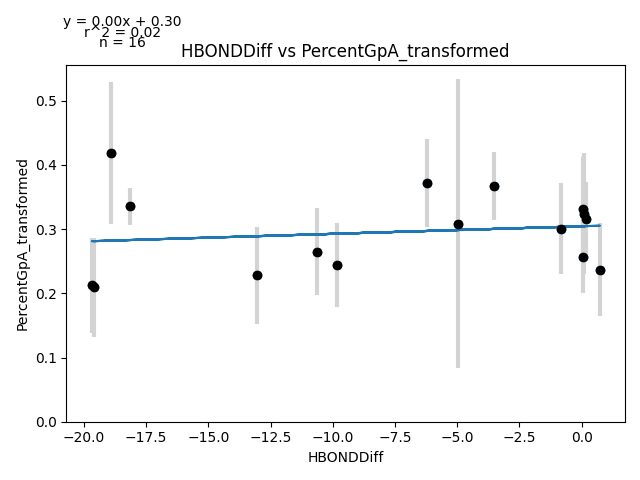 y = 0.00x + 0.30
r^2 = 0.02
n = 16
HBONDDiff vs PercentGpA_transformed
PercentGpA_transformed
0.5
0.4
0.3
0.2
0.1
0.0
−20.0 −17.5 −15.0 −12.5 −10.0 −7.5 −5.0 −2.5 0.0
HBONDDiff